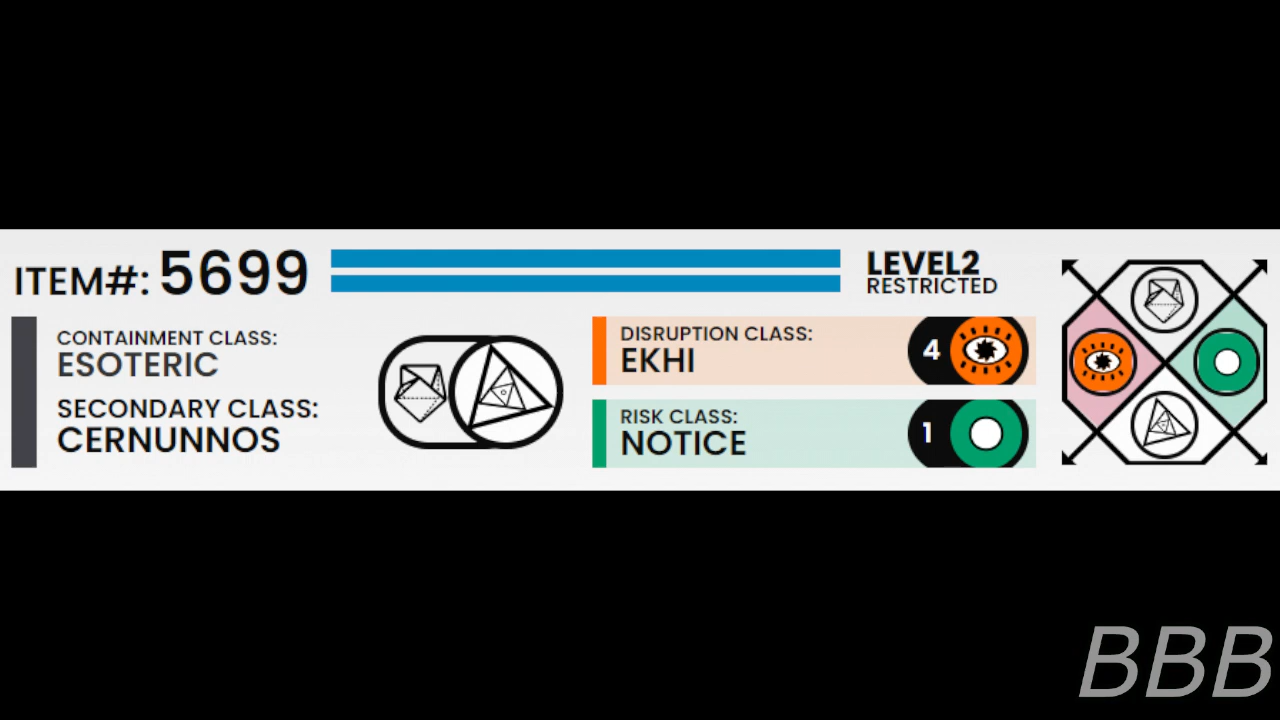 ITEM#: 5699
LEVEL2
RESTRICTED
CONTAINMENT CLASS:
ESOTERIC
SECONDARY CLASS:
CERNUNNOS
DISRUPTION CLASS:
EKHI
4
RISK CLASS:
NOTICE
1
BBB